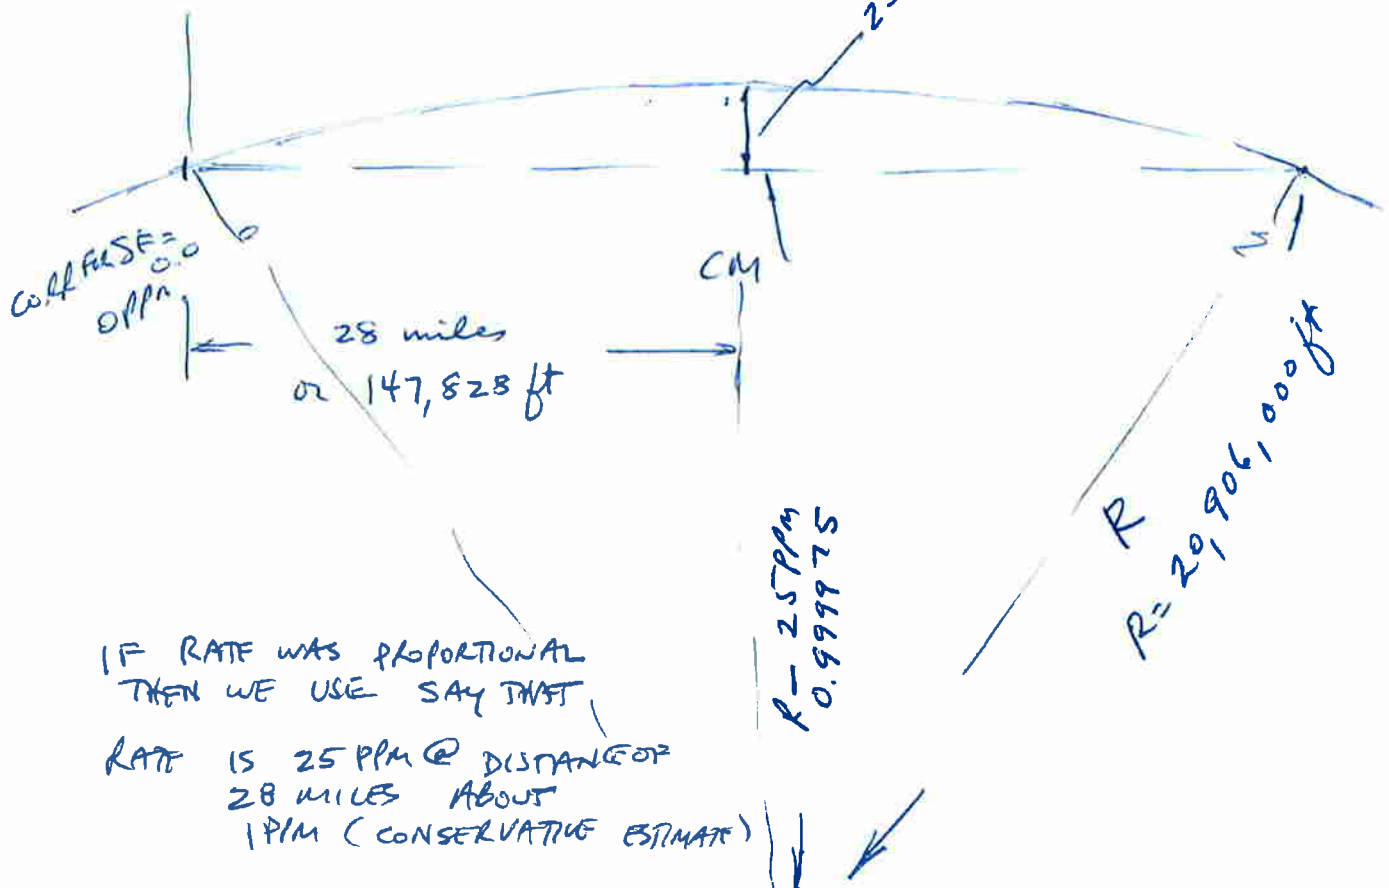 2
0.0
0PPM
CM
28 miles
or 147,828 ft
R
R= 20,906,000 ft
R - 25PPM
0.999975
IF RATE WAS PROPORTIONAL
THEN WE USE SAY THAT
RATE IS 25 PPM @ DISTANCE OF
28 MILES ABOUT
1PPM (CONSERVATIVE ESTIMATE)